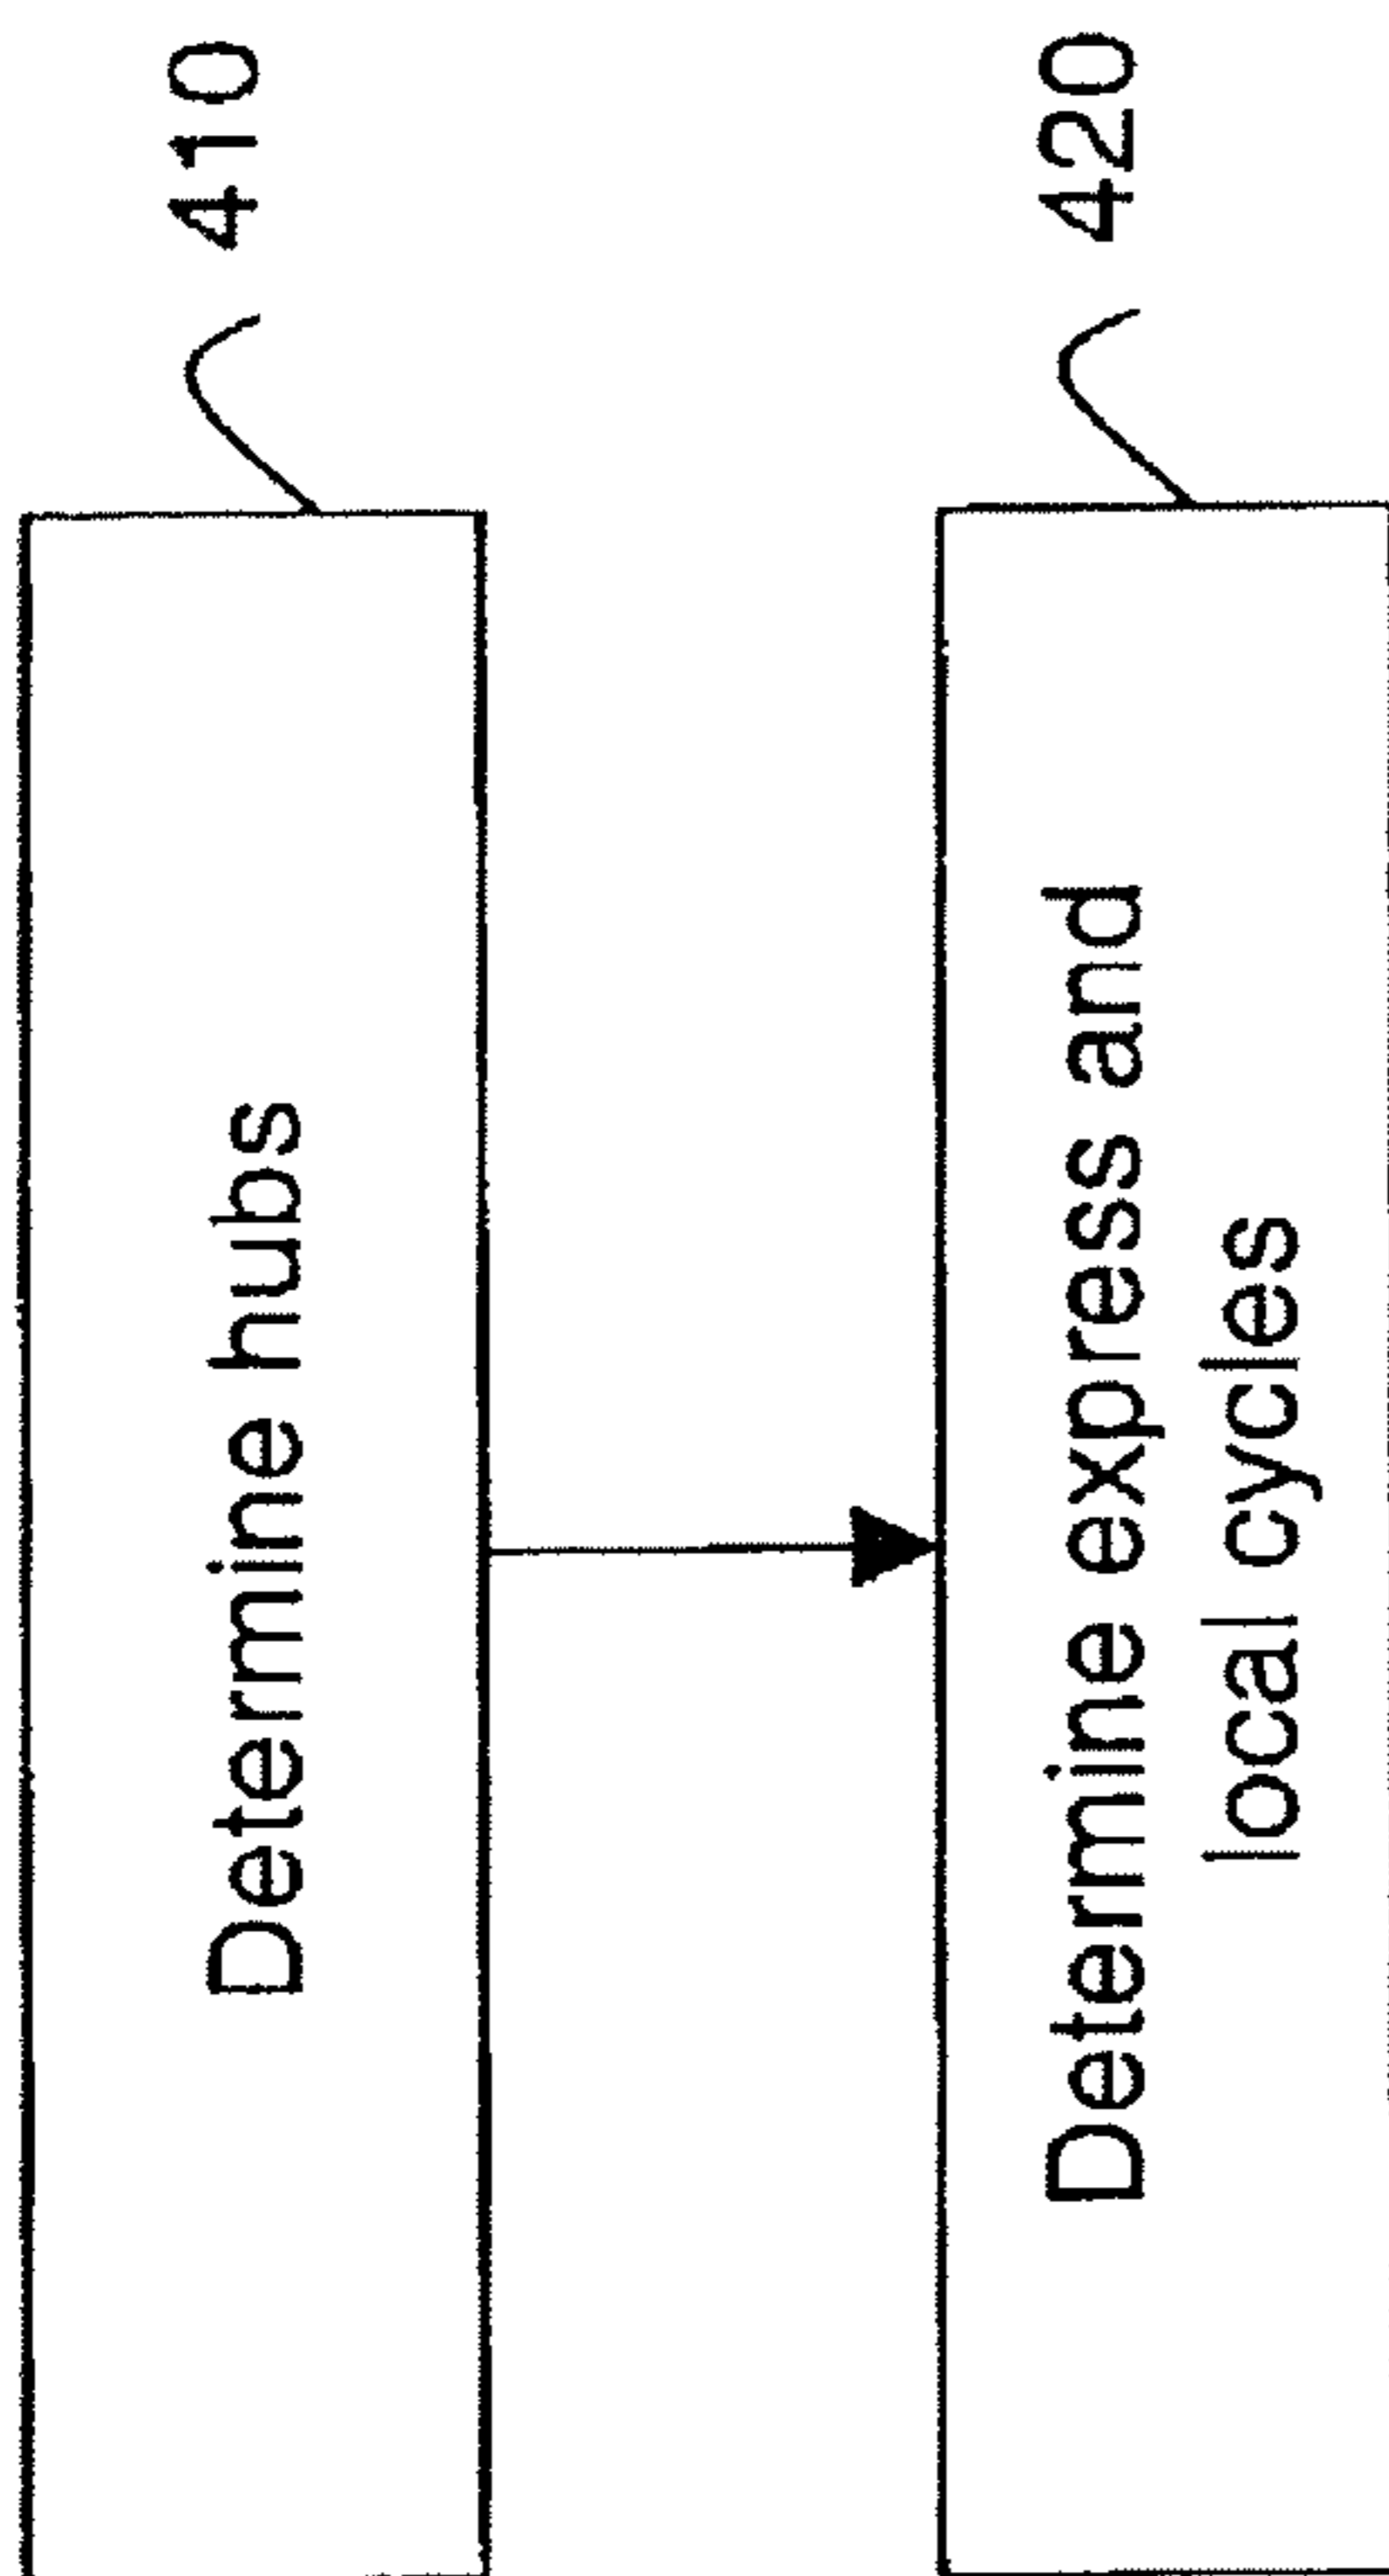 Determine hubs
410
Determine express and
local cycles
420